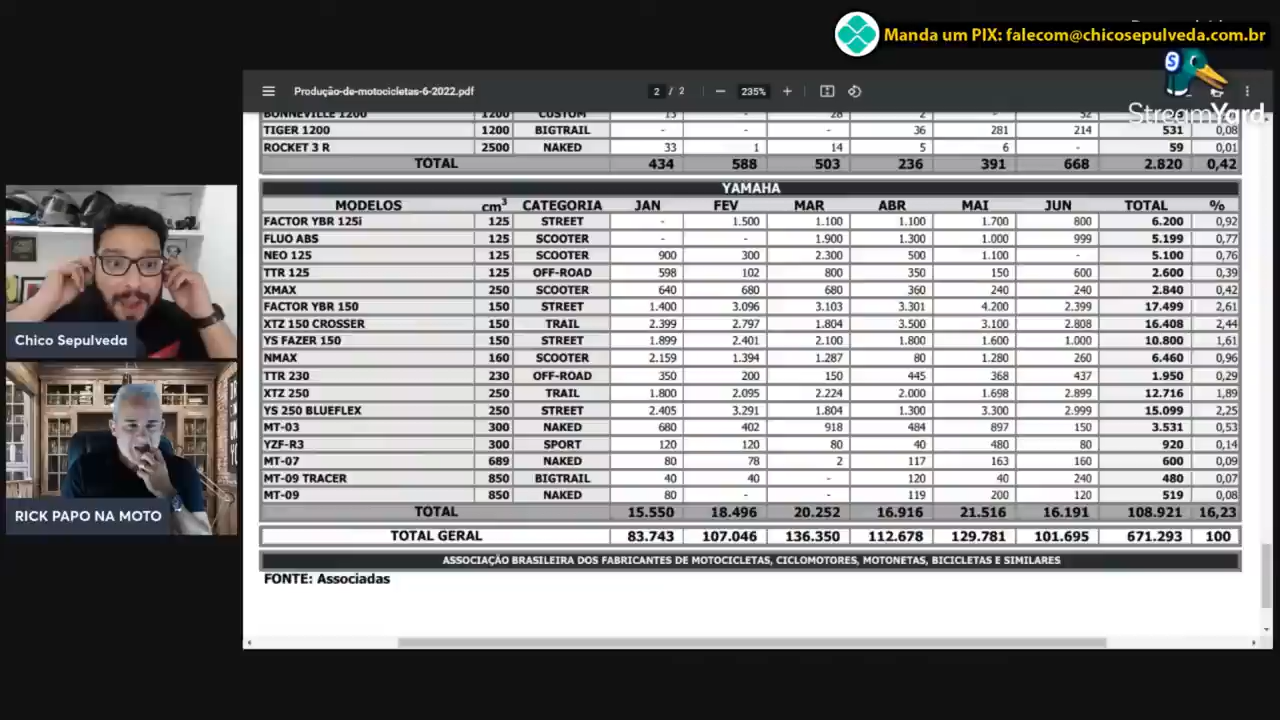 Manda um PIX: falecom@chicosepulveda.com.br
StreamYard
Produção-de-motocicletas-6-2022.pdf 2 / 2 235%
BONNEVILLE 1200 1200 CUSTOM 13 - 28 2 - 52
TIGER 1200 1200 BIGTRAIL - - - 36 281 214 531 0,08
ROCKET 3 R 2500 NAKED 33 1 14 5 6 - 59 0,01
TOTAL 434 588 503 236 391 668 2.820 0,42
YAMAHA
MODELOS cm³ CATEGORIA JAN FEV MAR ABR MAI JUN TOTAL %
FACTOR YBR 125i 125 STREET - 1.500 1.100 1.100 1.700 800 6.200 0,92
FLUO ABS 125 SCOOTER - - 1.900 1.300 1.000 999 5.199 0,77
NEO 125 125 SCOOTER 900 300 2.300 500 1.100 - 5.100 0,76
TTR 125 125 OFF-ROAD 598 102 800 350 150 600 2.600 0,39
XMAX 250 SCOOTER 640 680 680 360 240 240 2.840 0,42
FACTOR YBR 150 150 STREET 1.400 3.096 3.103 3.301 4.200 2.399 17.499 2,61
XTZ 150 CROSSER 150 TRAIL 2.399 2.797 1.804 3.500 3.100 2.808 16.408 2,44
YS FAZER 150 150 STREET 1.899 2.401 2.100 1.800 1.600 1.000 10.800 1,61
NMAX 160 SCOOTER 2.159 1.394 1.287 80 1.280 260 6.460 0,96
TTR 230 230 OFF-ROAD 350 200 150 445 368 437 1.950 0,29
XTZ 250 250 TRAIL 1.800 2.095 2.224 2.000 1.698 2.899 12.716 1,89
YS 250 BLUEFLEX 250 STREET 2.405 3.291 1.804 1.300 3.300 2.999 15.099 2,25
MT-03 300 NAKED 680 402 918 484 897 150 3.531 0,53
YZF-R3 300 SPORT 120 120 80 40 480 80 920 0,14
MT-07 689 NAKED 80 78 2 117 163 160 600 0,09
MT-09 TRACER 850 BIGTRAIL 40 40 - 120 40 240 480 0,07
MT-09 850 NAKED 80 - - 119 200 120 519 0,08
TOTAL 15.550 18.496 20.252 16.916 21.516 16.191 108.921 16,23
TOTAL GERAL 83.743 107.046 136.350 112.678 129.781 101.695 671.293 100
ASSOCIAÇÃO BRASILEIRA DOS FABRICANTES DE MOTOCICLETAS, CICLOMOTORES, MOTONETAS, BICICLETAS E SIMILARES
FONTE: Associadas
Chico Sepulveda
RICK PAPO NA MOTO